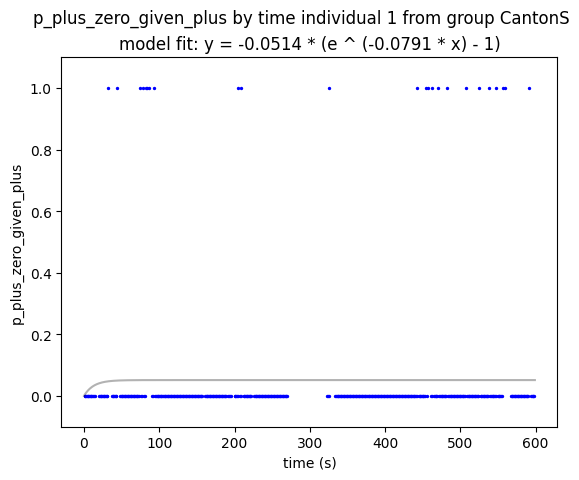 p_plus_zero_given_plus by time individual 1 from group CantonS
model fit: y = -0.0514 * (e ^ (-0.0791 * x) - 1)
1.0
0.8
0.6
0.4
0.2
0.0
p_plus_zero_given_plus
0 100 200 300 400 500 600
time (s)